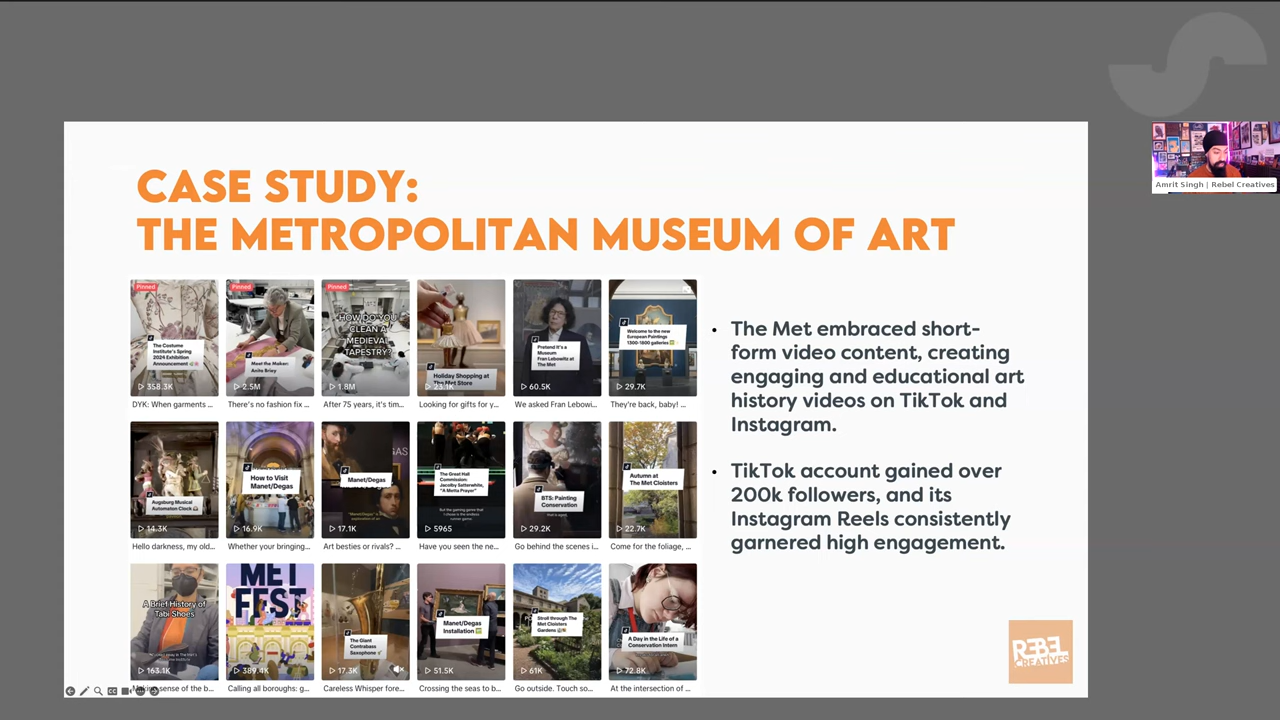 CASE STUDY:
THE METROPOLITAN MUSEUM OF ART
Amrit Singh | Rebel Creatives
Pinned
The Costume
Institute's Spring
2024 Exhibition
Announcement
358.3K
DYK: When garments ...
Pinned
Meet the Maker:
Anita Briey
2.5M
There's no fashion fix ...
Pinned
HOW DO YOU
CLEAN A
MEDIEVAL
TAPESTRY?
1.8M
After 75 years, it's tim...
Holiday Shopping at
The Met Store
Looking for gifts for y...
Pretend It's a
Museum
Fran Lebowitz at
The Met
60.5K
We asked Fran Lebowi...
Welcome to the new
European Paintings
1300-1800 galleries
29.7K
They're back, baby! ...
Augsburg Musical
Automaton Clock
14.3K
Hello darkness, my old...
How to Visit
Manet/Degas
16.9K
Whether your bringing...
Manet/Degas
17.1K
Art besties or rivals? ...
The Great Hall
Commission:
Jacolby Satterwhite,
"A Metta Prayer"
5965
Have you seen the ne...
BTS: Painting
Conservation
29.2K
Go behind the scenes i...
Autumn at
The Met Cloisters
22.7K
Come for the foliage, ...
A Brief History of
Tabi Shoes
163.1K
Making sense of the b...
MET
FEST
389.4K
Calling all boroughs: g...
The Giant
Contrabass
Saxophone
17.3K
Careless Whisper fore...
Manet/Degas
Installation
51.5K
Crossing the seas to b...
Stroll through The
Met Cloisters
Gardens
61K
Go outside. Touch so...
A Day in the Life of a
Conservation Intern
72.8K
At the intersection of ...
• The Met embraced short-
form video content, creating
engaging and educational art
history videos on TikTok and
Instagram.
• TikTok account gained over
200k followers, and its
Instagram Reels consistently
garnered high engagement.
REBEL
CREATIVES